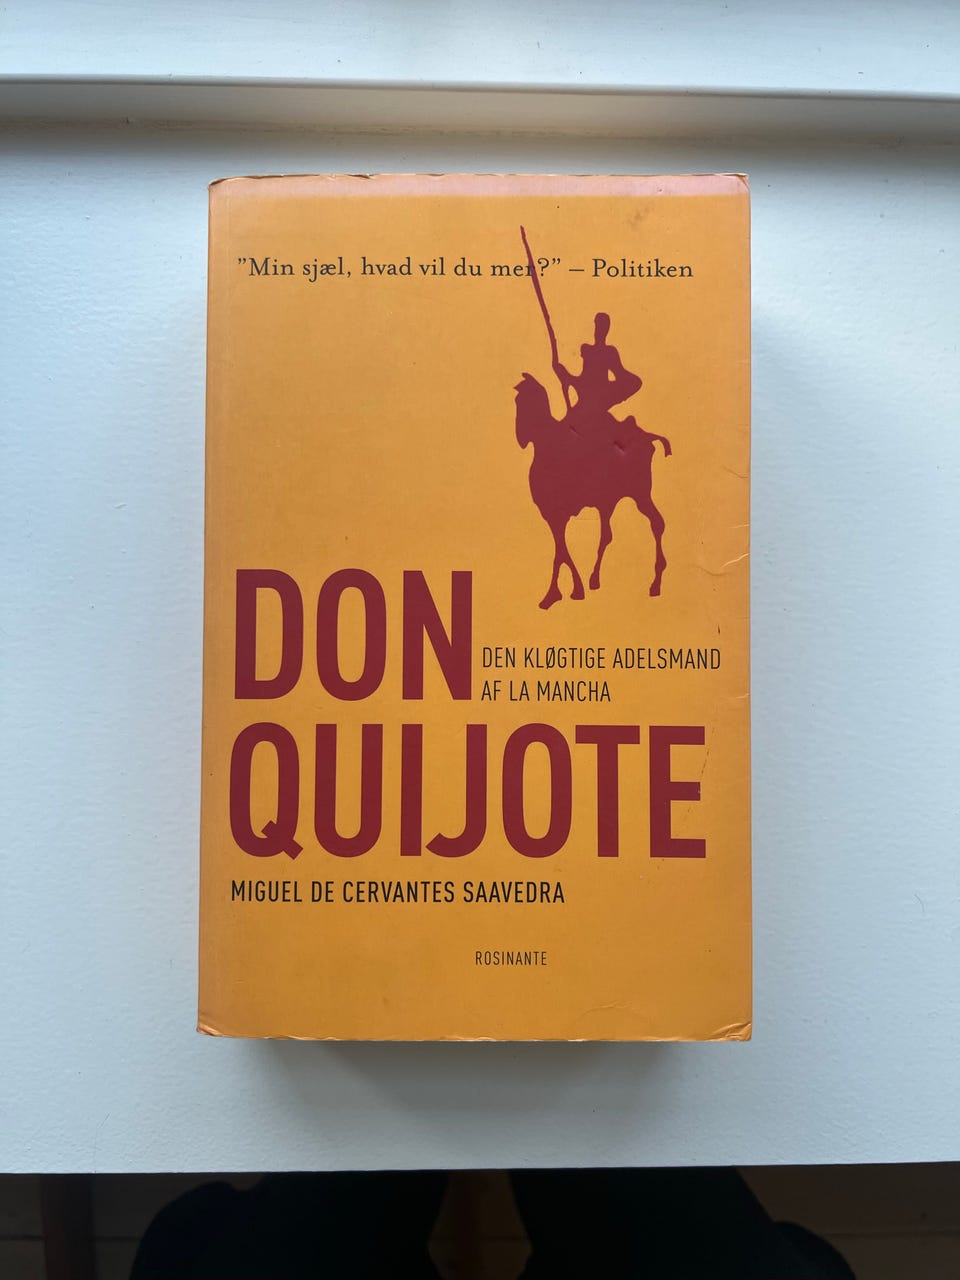 ”Min sjæl, hvad vil du mer?” – Politiken
DON
DEN KLØGTIGE ADELSMAND
AF LA MANCHA
QUIJOTE
MIGUEL DE CERVANTES SAAVEDRA
ROSINANTE